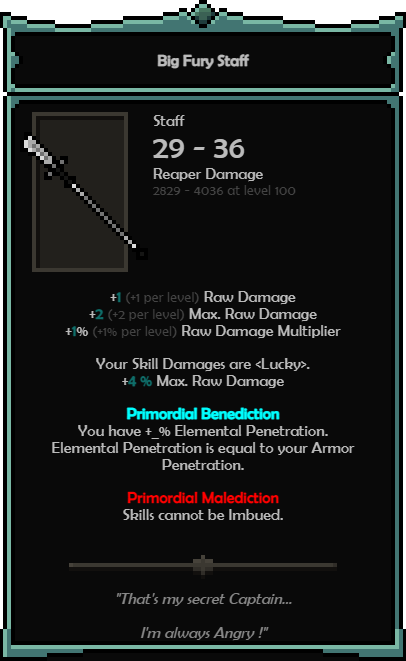 Big Fury Staff
Staff
29 - 36
Reaper Damage
2829 - 4036 at level 100
+1 (+1 per level) Raw Damage
+2 (+2 per level) Max. Raw Damage
+1% (+1% per level) Raw Damage Multiplier
Your Skill Damages are <Lucky>.
+4 % Max. Raw Damage
Primordial Benediction
You have +_% Elemental Penetration.
Elemental Penetration is equal to your Armor
Penetration.
Primordial Malediction
Skills cannot be Imbued.
"That's my secret Captain...
I'm always Angry !"